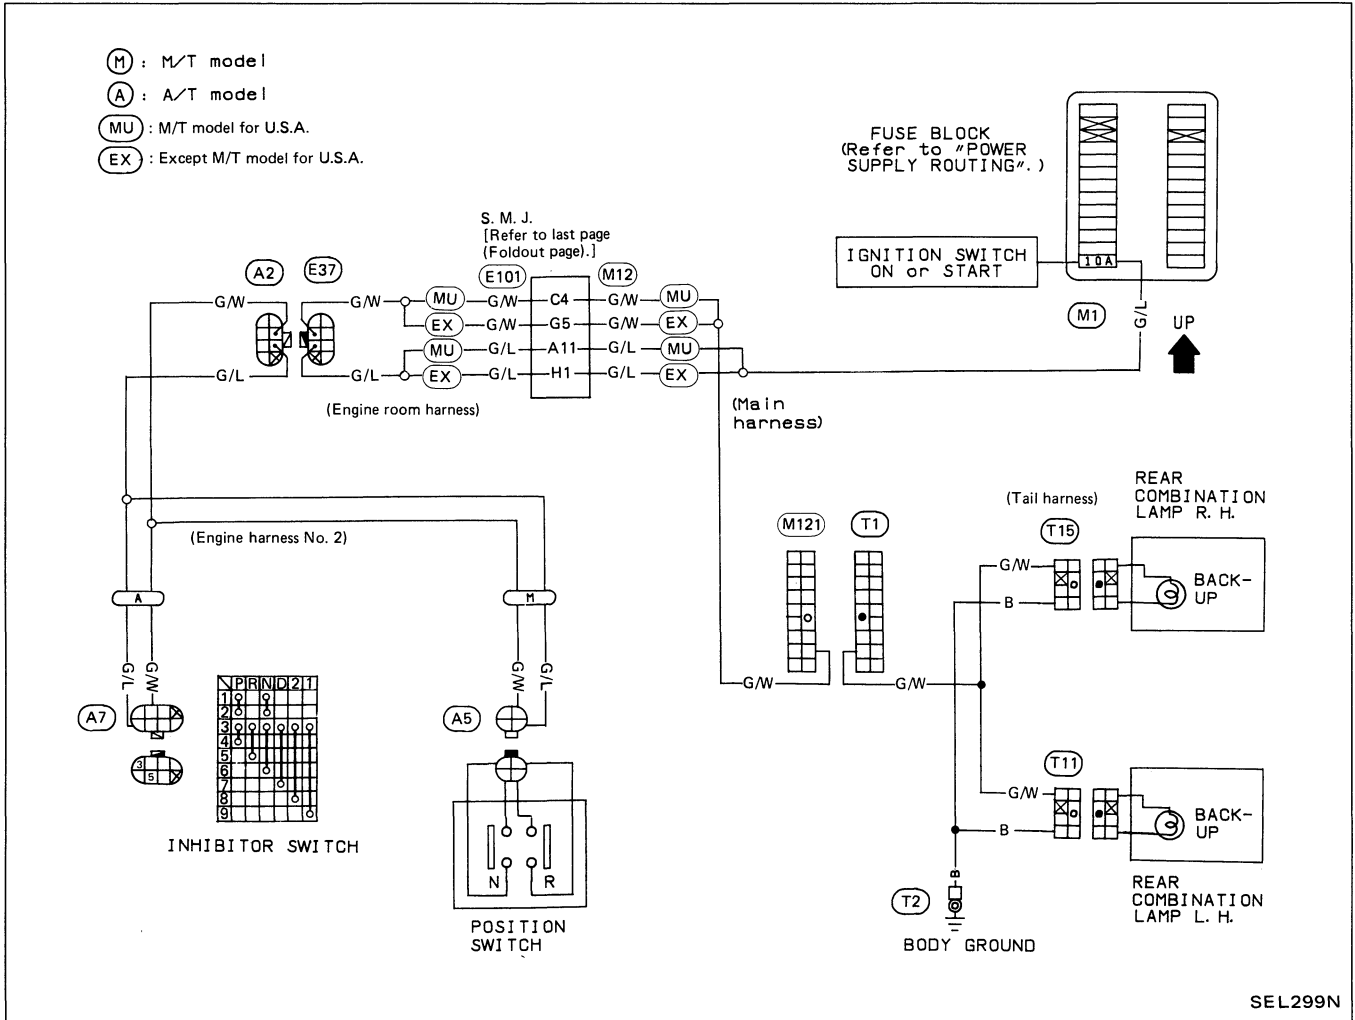 M : M/T model
A : A/T model
MU : M/T model for U.S.A.
EX : Except M/T model for U.S.A.
FUSE BLOCK
(Refer to "POWER
SUPPLY ROUTING".)
IGNITION SWITCH
ON or START
10A
M1
G/L
UP
S. M. J.
[Refer to last page
(Foldout page).]
A2 E37 E101 M12
G/W G/W MU G/W C4 G/W MU
EX G/W G5 G/W EX
MU G/L A11 G/L MU
G/L G/L EX G/L H1 G/L EX
(Engine room harness)
(Main
harness)
(Engine harness No. 2)
A
M
G/L G/W
G/W G/L
A7
3
5
P R N D 2 1
1
2
3
4
5
6
7
8
9
INHIBITOR SWITCH
A5
N R
POSITION
SWITCH
M121 T1
G/W G/W
(Tail harness)
T15
G/W
B
REAR
COMBINATION
LAMP R. H.
BACK-
UP
T11
G/W
B
BACK-
UP
REAR
COMBINATION
LAMP L. H.
B
T2
BODY GROUND
SEL299N